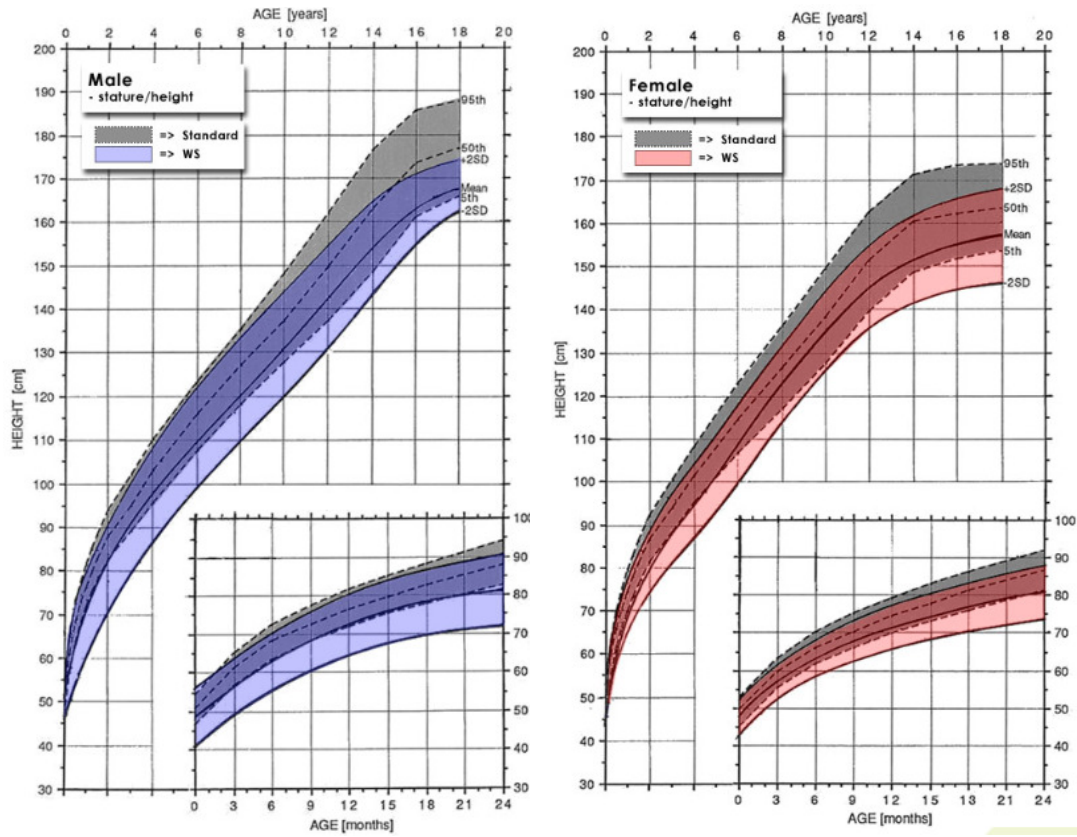 AGE [years]
0 2 4 6 8 10 12 14 16 18 20
200
190
180
170
160
150
140
130
120
110
100
90
80
70
60
50
40
30
HEIGHT [cm]
Male
- stature/height
=> Standard
=> WS
95th
50th
+2SD
Mean
5th
-2SD
100
90
80
70
60
50
40
30
0 3 6 9 12 15 18 21 24
AGE [months]
AGE [years]
0 2 4 6 8 10 12 14 16 18 20
200
190
180
170
160
150
140
130
120
110
100
90
80
70
60
50
40
30
HEIGHT [cm]
Female
- stature/height
=> Standard
=> WS
95th
+2SD
50th
Mean
5th
-2SD
100
90
80
70
60
50
40
30
0 3 6 9 12 15 18 21 24
AGE [months]